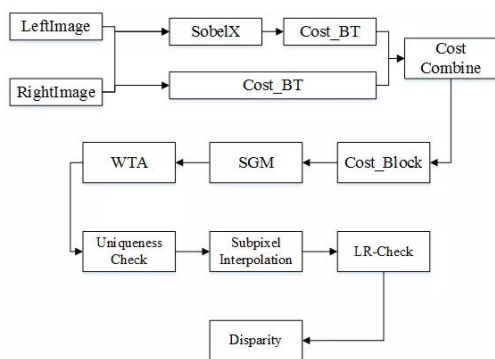 LeftImage
SobelX
Cost_BT
RightImage
Cost_BT
Cost
Combine
WTA
SGM
Cost_Block
Uniqueness
Check
Subpixel
Interpolation
LR-Check
Disparity